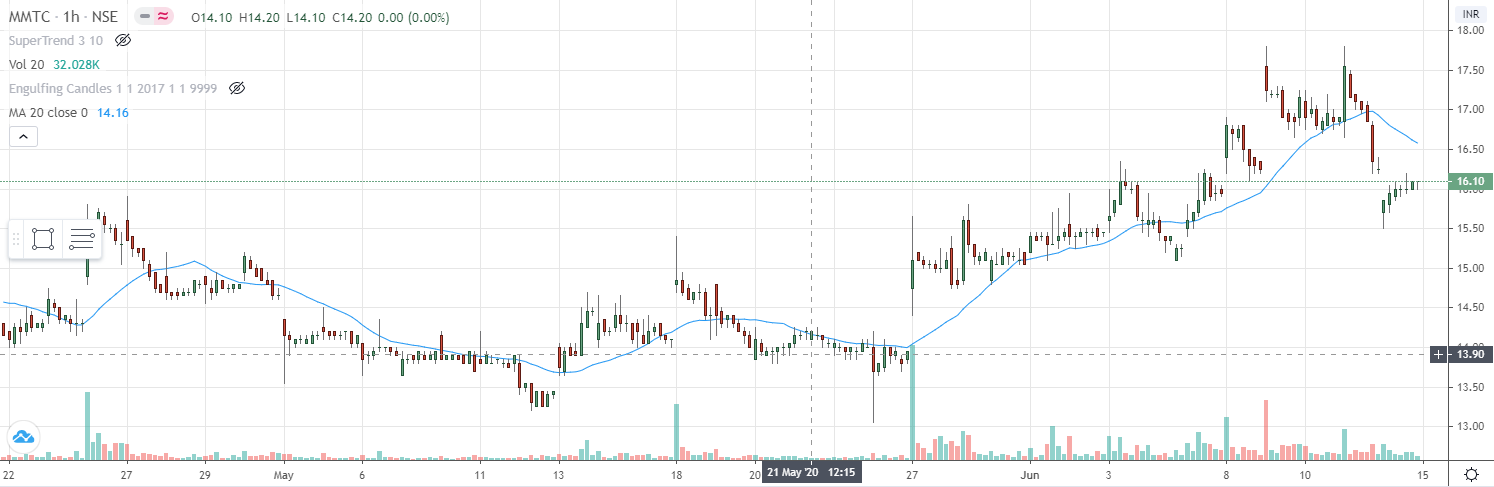 MMTC · 1h · NSE O14.10 H14.20 L14.10 C14.20 0.00 (0.00%) INR
SuperTrend 3 10
18.00
Vol 20 32.028K
17.50
Engulfing Candles 1 1 2017 1 1 9999
MA 20 close 0 14.16
17.00
16.50
16.10
16.00
15.50
15.00
14.50
14.00
13.90
13.50
13.00
22 27 29 May 6 11 13 18 20 21 May '20 12:15 27 Jun 3 8 10 15